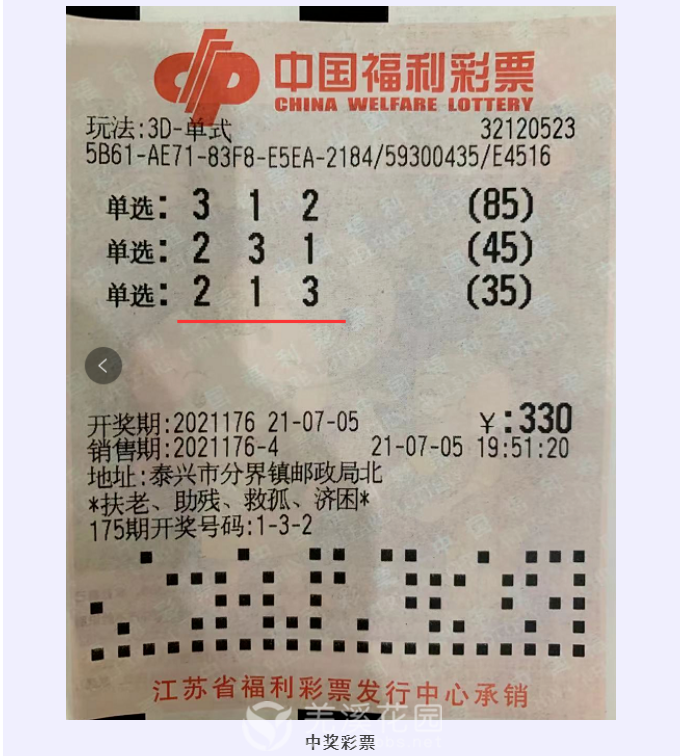 中国福利彩票
CHINA WELFARE LOTTERY
玩法:3D-单式 32120523
5B61-AE71-83F8-E5EA-2184/59300435/E4516
单选: 3 1 2 (85)
单选: 2 3 1 (45)
单选: 2 1 3 (35)
开奖期:2021176 21-07-05 ¥:330
销售期:2021176-4 21-07-05 19:51:20
地址:泰兴市分界镇邮政局北
*扶老、助残、救孤、济困*
175期开奖号码:1-3-2
江苏省福利彩票发行中心承销
中奖彩票